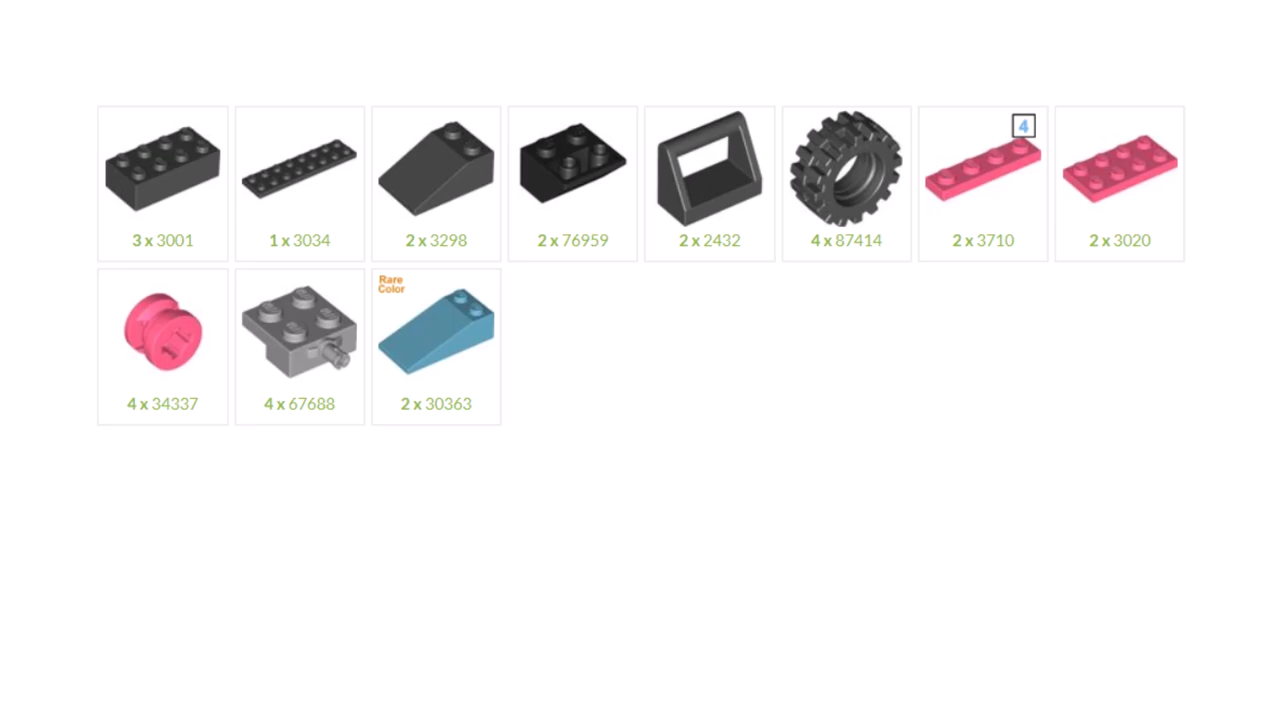 4
3 x 3001
1 x 3034
2 x 3298
2 x 76959
2 x 2432
4 x 87414
2 x 3710
2 x 3020
Rare
Color
4 x 34337
4 x 67688
2 x 30363